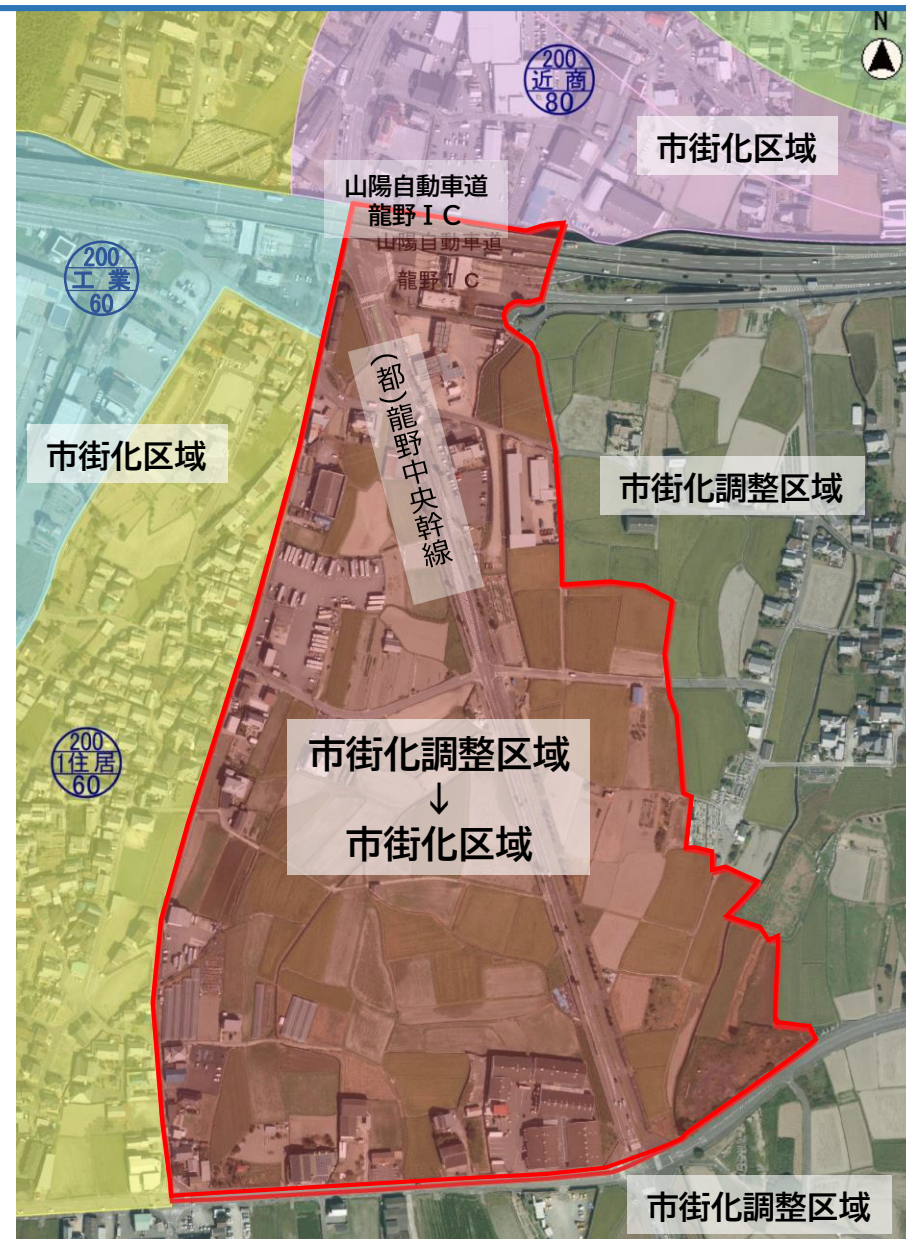 N
200
近商
80
市街化区域
山陽自動車道
龍野IC
山陽自動車道
龍野IC
200
工業
60
(都)龍野中央幹線
市街化区域
市街化調整区域
200
1住居
60
市街化調整区域
↓
市街化区域
市街化調整区域